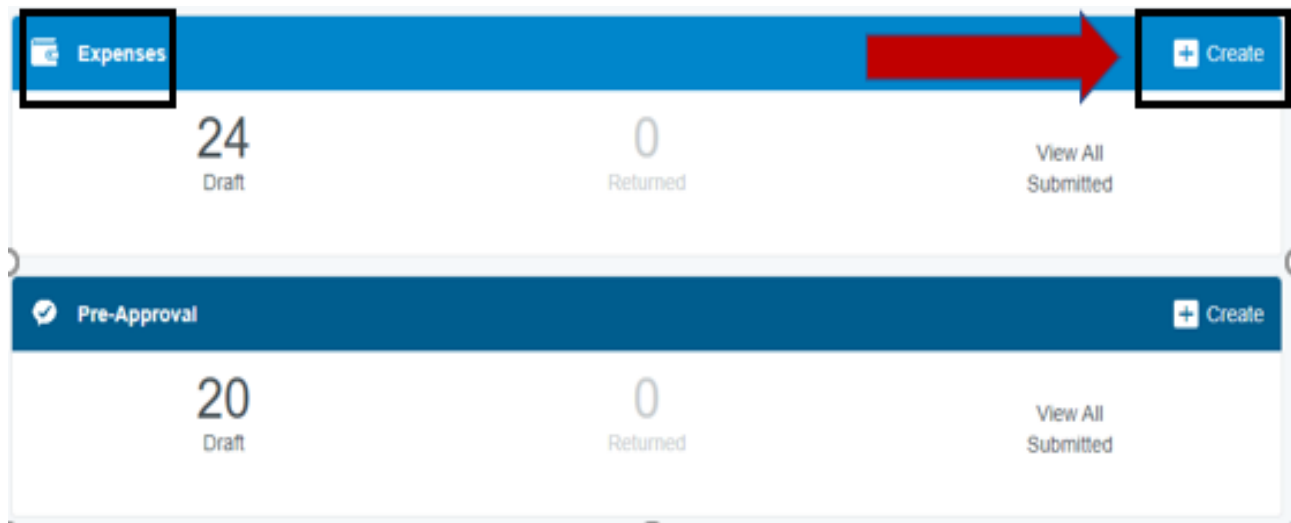 Expenses
Create
24
Draft
0
Returned
View All
Submitted
Pre-Approval
Create
20
Draft
0
Returned
View All
Submitted